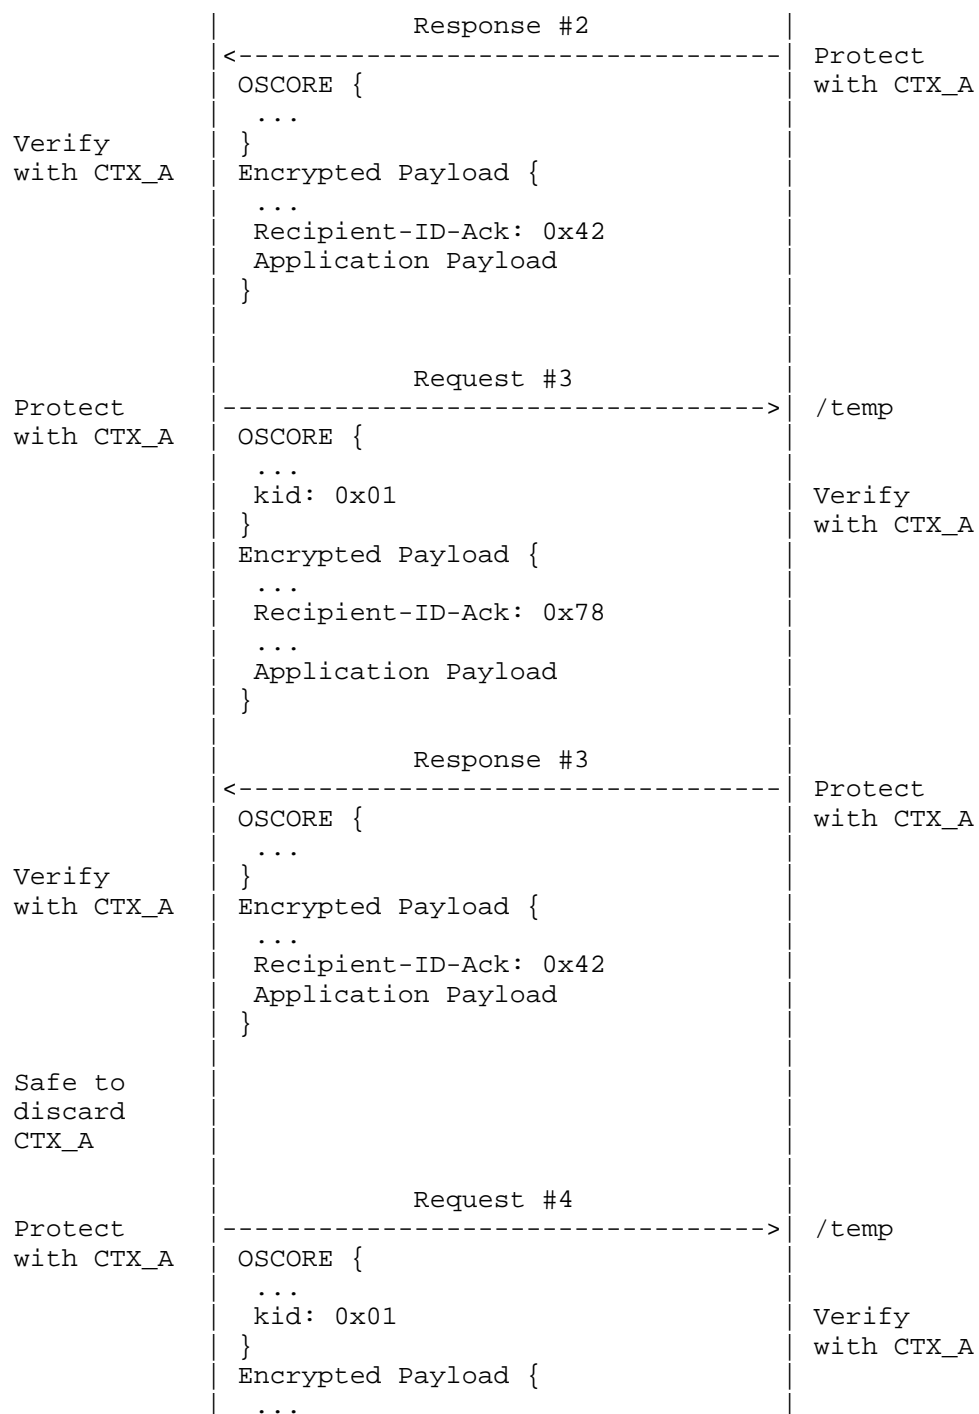 |            Response #2            |
             |<----------------------------------| Protect
             | OSCORE {                          | with CTX_A
             |  ...                              |
Verify       | }                                 |
with CTX_A   | Encrypted Payload {               |
             |  ...                              |
             |  Recipient-ID-Ack: 0x42           |
             |  Application Payload              |
             | }                                 |
             |                                   |
             |                                   |
             |            Request #3             |
Protect      |---------------------------------->| /temp
with CTX_A   | OSCORE {                          |
             |  ...                              |
             |  kid: 0x01                        | Verify
             | }                                 | with CTX_A
             | Encrypted Payload {               |
             |  ...                              |
             |  Recipient-ID-Ack: 0x78           |
             |  ...                              |
             |  Application Payload              |
             | }                                 |
             |                                   |
             |            Response #3            |
             |<----------------------------------| Protect
             | OSCORE {                          | with CTX_A
             |  ...                              |
Verify       | }                                 |
with CTX_A   | Encrypted Payload {               |
             |  ...                              |
             |  Recipient-ID-Ack: 0x42           |
             |  Application Payload              |
             | }                                 |
             |                                   |
Safe to      |                                   |
discard      |                                   |
CTX_A        |                                   |
             |                                   |
             |            Request #4             |
Protect      |---------------------------------->| /temp
with CTX_A   | OSCORE {                          |
             |  ...                              |
             |  kid: 0x01                        | Verify
             | }                                 | with CTX_A
             | Encrypted Payload {               |
             |  ...                              |